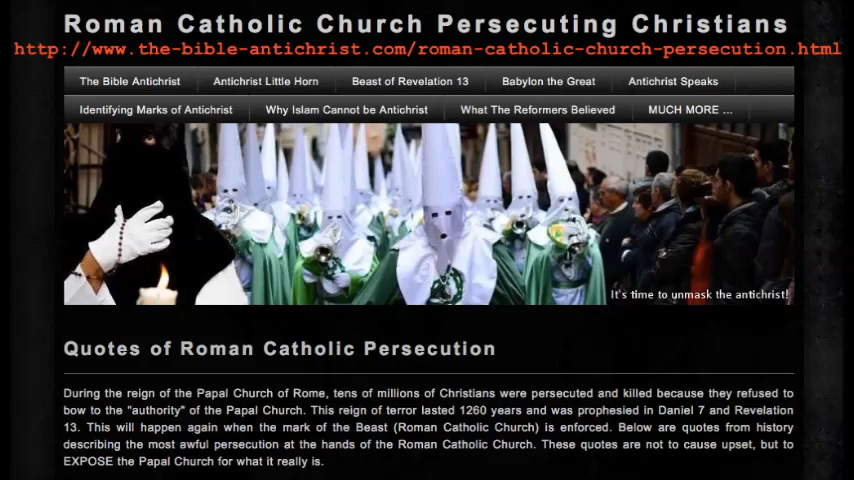 Roman Catholic Church Persecuting Christians
http://www.the-bible-antichrist.com/roman-catholic-church-persecution.html
The Bible Antichrist Antichrist Little Horn Beast of Revelation 13 Babylon the Great Antichrist Speaks
Identifying Marks of Antichrist Why Islam Cannot be Antichrist What The Reformers Believed MUCH MORE ...
It's time to unmask the antichrist!
Quotes of Roman Catholic Persecution
During the reign of the Papal Church of Rome, tens of millions of Christians were persecuted and killed because they refused to
bow to the "authority" of the Papal Church. This reign of terror lasted 1260 years and was prophesied in Daniel 7 and Revelation
13. This will happen again when the mark of the Beast (Roman Catholic Church) is enforced. Below are quotes from history
describing the most awful persecution at the hands of the Roman Catholic Church. These quotes are not to cause upset, but to
EXPOSE the Papal Church for what it really is.